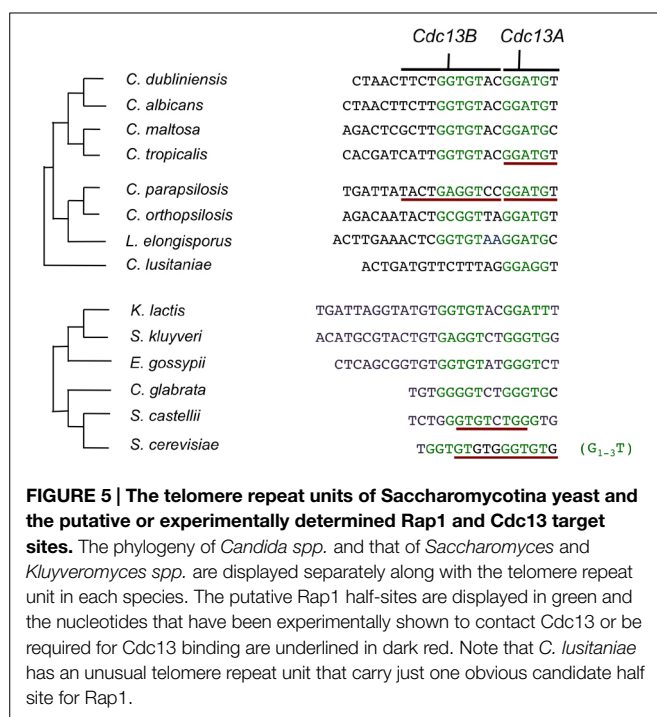 Cdc13B Cdc13A
C. dubliniensis CTAACTTCTGGTGTACGGATGT
C. albicans CTAACTTCTTGGTGTACGGATGT
C. maltosa AGACTCGCTTGGTGTACGGATGC
C. tropicalis CACGATCATTGGTGTACGGATGT
C. parapsilosis TGATTATACTGAGGTCCGGATGT
C. orthopsilosis AGACAATACTGCGGTTAGGATGT
L. elongisporus ACTTGAAACTCGGTGTAAGGATGC
C. lusitaniae ACTGATGTTCTTTAGGGAGGT
K. lactis TGATTAGGTATGTGGTGTACGGATTT
S. kluyveri ACATGCGTACTGTGAGGTCTGGGTGG
E. gossypii CTCAGCGGTGTGGTGTATGGGTCT
C. glabrata TGTGGGGTCTGGGTGC
S. castellii TCTGGGTGTCTGGGTG
S. cerevisiae TGGTGTGTGGGTGTG (G1-3T)
FIGURE 5 | The telomere repeat units of Saccharomycotina yeast and
the putative or experimentally determined Rap1 and Cdc13 target
sites. The phylogeny of Candida spp. and that of Saccharomyces and
Kluyveromyces spp. are displayed separately along with the telomere repeat
unit in each species. The putative Rap1 half-sites are displayed in green and
the nucleotides that have been experimentally shown to contact Cdc13 or be
required for Cdc13 binding are underlined in dark red. Note that C. lusitaniae
has an unusual telomere repeat unit that carry just one obvious candidate half
site for Rap1.